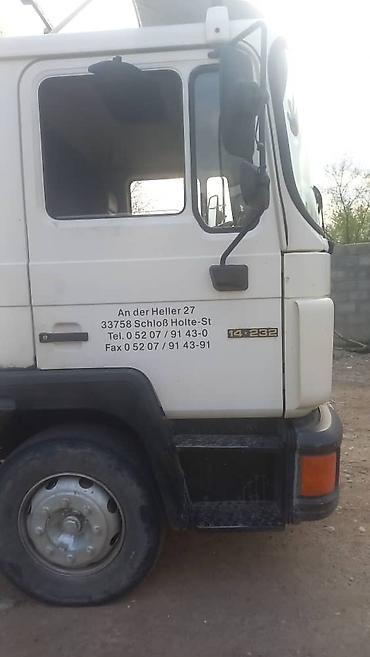 An der Heller 27
33758 Schloß Holte-St
Tel. 0 52 07 / 91 43-0
Fax 0 52 07 / 91 43-91
14·232